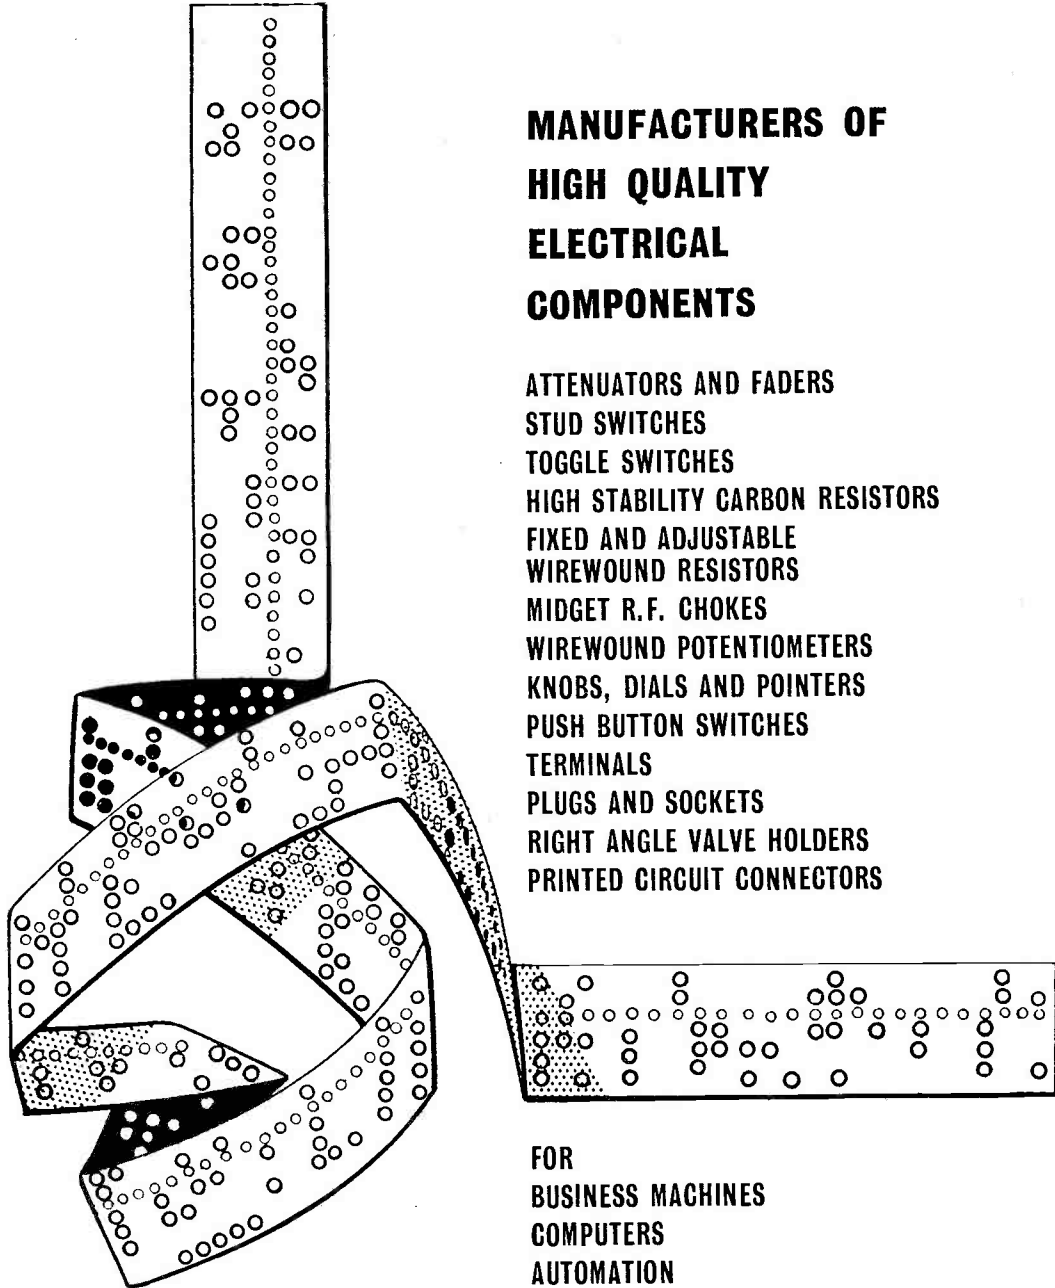 MANUFACTURERS OF
HIGH QUALITY
ELECTRICAL
COMPONENTS
ATTENUATORS AND FADERS
STUD SWITCHES
TOGGLE SWITCHES
HIGH STABILITY CARBON RESISTORS
FIXED AND ADJUSTABLE
WIREWOUND RESISTORS
MIDGET R.F. CHOKES
WIREWOUND POTENTIOMETERS
KNOBS, DIALS AND POINTERS
PUSH BUTTON SWITCHES
TERMINALS
PLUGS AND SOCKETS
RIGHT ANGLE VALVE HOLDERS
PRINTED CIRCUIT CONNECTORS
FOR
BUSINESS MACHINES
COMPUTERS
AUTOMATION